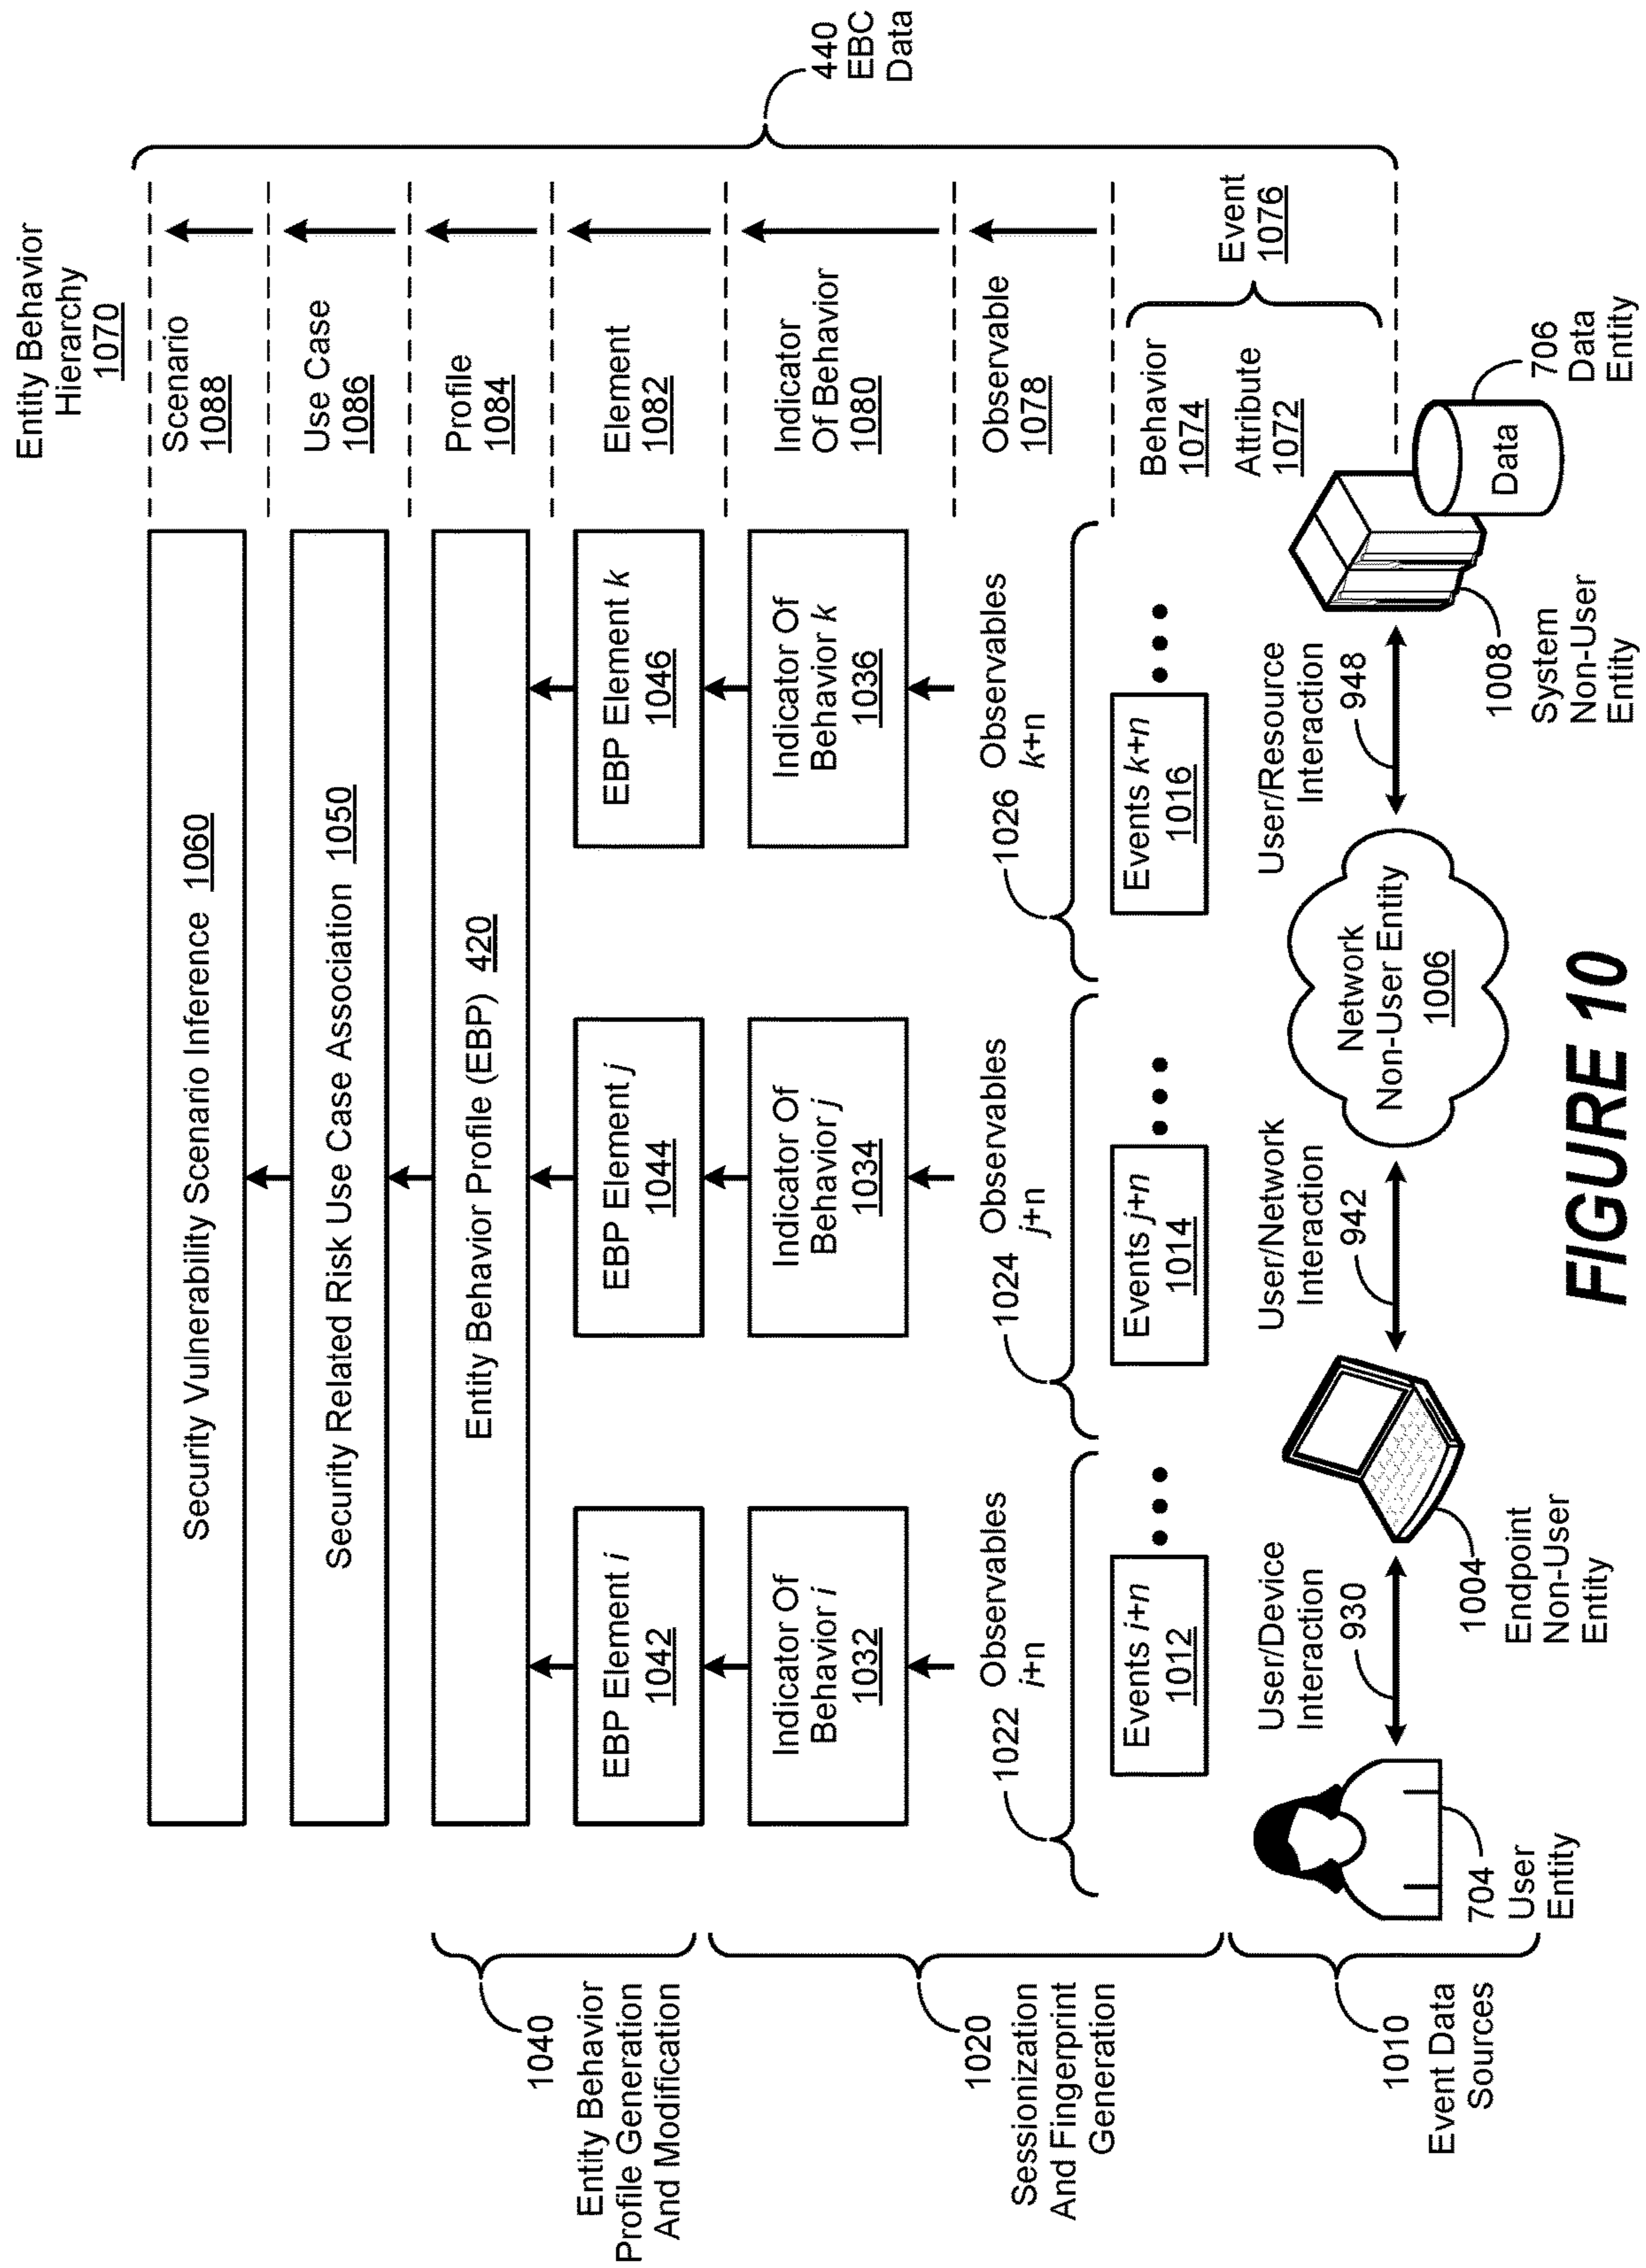 Entity Behavior
Hierarchy
1070
Security Vulnerability Scenario Inference 1060
Scenario
1088
Security Related Risk Use Case Association 1050
Use Case
1086
1040
Entity Behavior
Profile Generation
And Modification
Entity Behavior Profile (EBP) 420
Profile
1084
EBP Element i
1042
EBP Element j
1044
EBP Element k
1046
Element
1082
440
EBC
Data
1020
Sessionization
And Fingerprint
Generation
Indicator Of
Behavior i
1032
Indicator Of
Behavior j
1034
Indicator Of
Behavior k
1036
Indicator
Of Behavior
1080
1022
Observables
i+n
1024
Observables
j+n
1026
Observables
k+n
Observable
1078
Events i+n
1012
Events j+n
1014
Events k+n
1016
Behavior
1074
Attribute
1072
Event
1076
1010
Event Data
Sources
User/Device
Interaction
930
User/Network
Interaction
942
User/Resource
Interaction
948
Network
Non-User Entity
1006
Data
704
User
Entity
1004
Endpoint
Non-User
Entity
1008
System
Non-User
Entity
706
Data
Entity
FIGURE 10